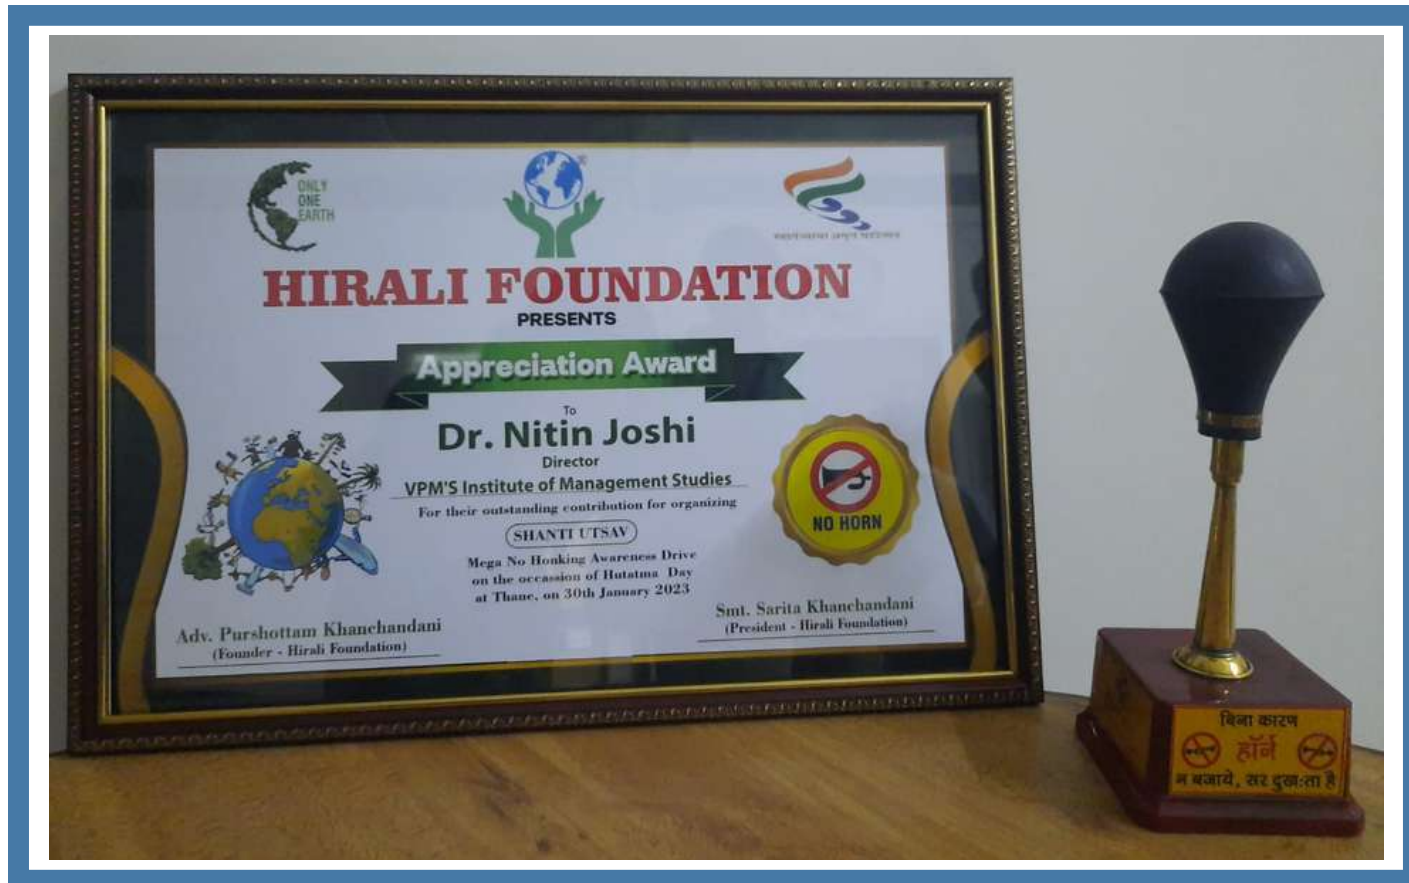 ONLY
ONE
EARTH
HIRALI FOUNDATION
PRESENTS
Appreciation Award
To
Dr. Nitin Joshi
Director
VPM'S Institute of Management Studies
For their outstanding contribution for organizing
SHANTI UTSAV
Mega No Honking Awareness Drive
on the occassion of Hutatma Day
at Thane, on 30th January 2023
NO HORN
Adv. Purshottam Khanchandani
(Founder - Hirali Foundation)
Smt. Sarita Khanchandani
(President - Hirali Foundation)
बिना कारण
हॉर्न
न बजाये, सर दुखःता है